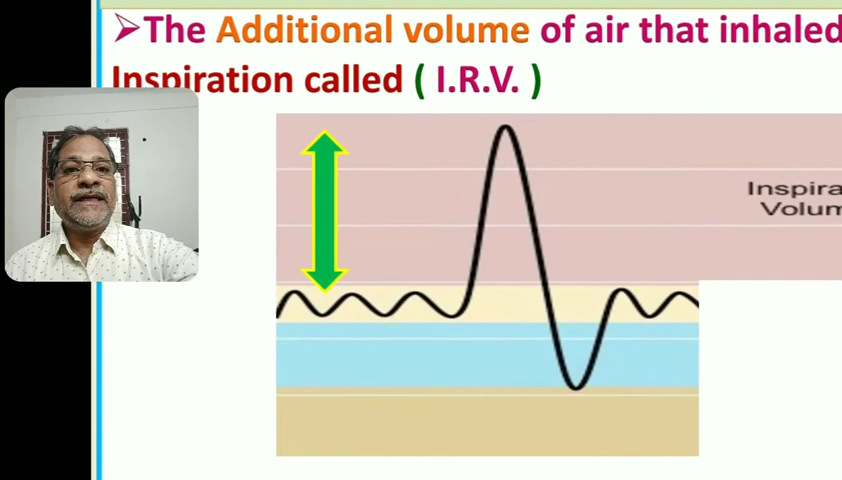 ➢The Additional volume of air that inhaled
Inspiration called ( I.R.V. )
Inspira
Volum